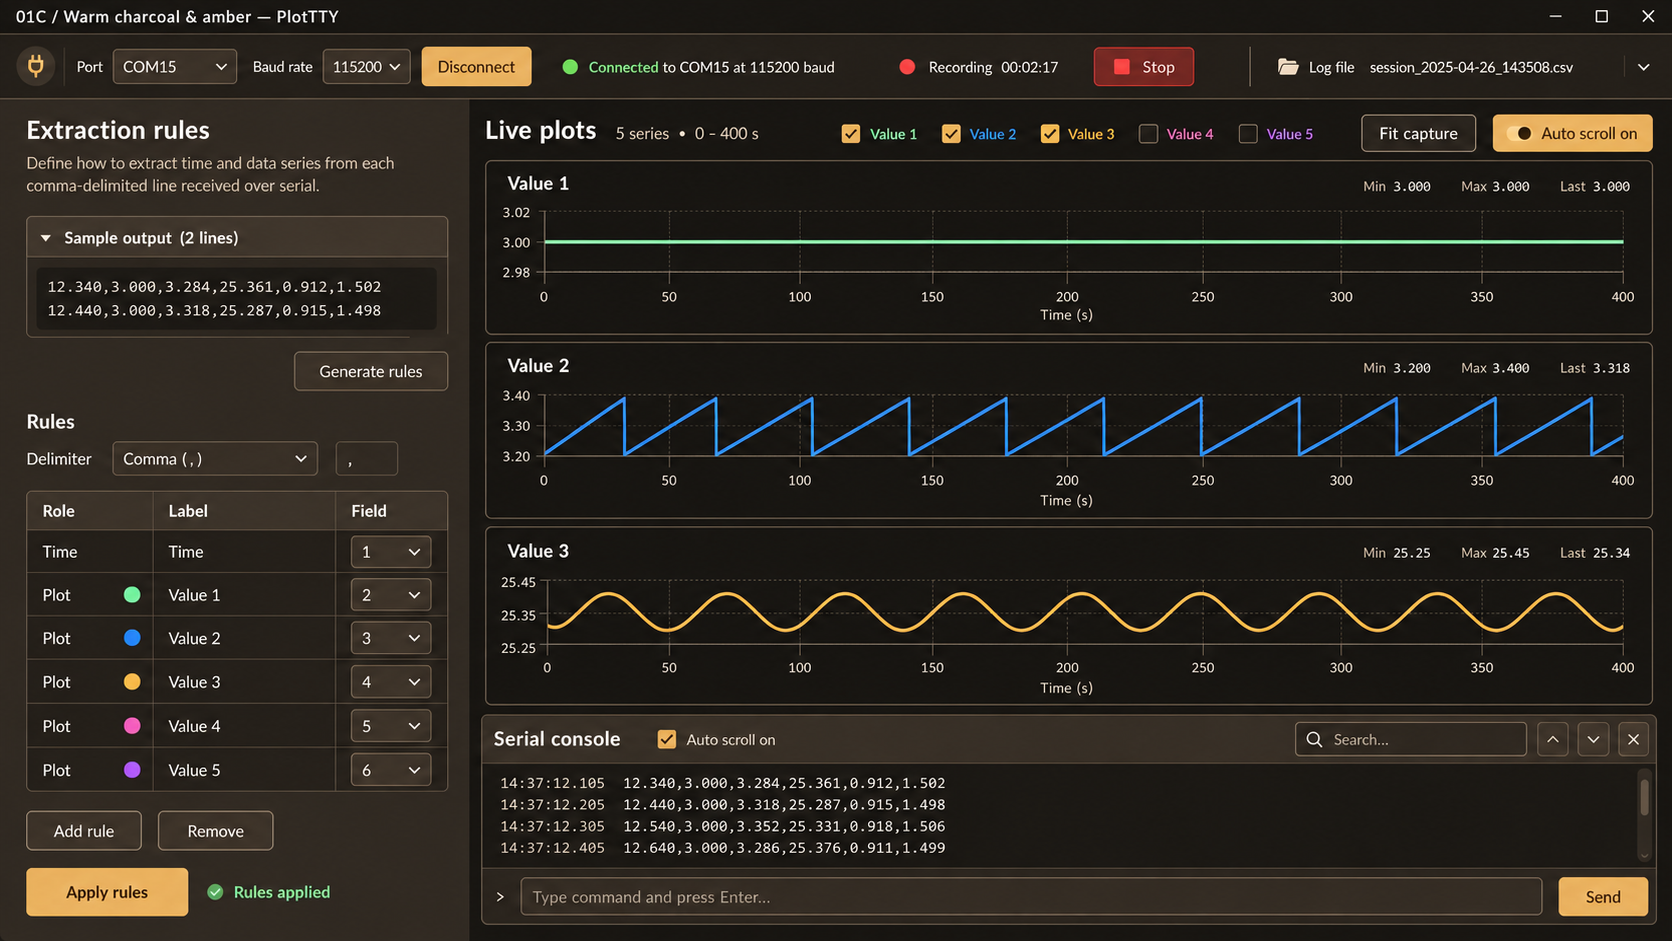 01C / Warm charcoal & amber — PlotTTY
Port COM15 Baud rate 115200 Disconnect Connected to COM15 at 115200 baud Recording 00:02:17 Stop Log file session_2025-04-26_143508.csv
Extraction rules
Define how to extract time and data series from each
comma-delimited line received over serial.
Sample output (2 lines)
12.340,3.000,3.284,25.361,0.912,1.502
12.440,3.000,3.318,25.287,0.915,1.498
Generate rules
Rules
Delimiter Comma (,) ,
Role Label Field
Time Time 1
Plot Value 1 2
Plot Value 2 3
Plot Value 3 4
Plot Value 4 5
Plot Value 5 6
Add rule Remove
Apply rules Rules applied
Live plots 5 series • 0 – 400 s Value 1 Value 2 Value 3 Value 4 Value 5 Fit capture Auto scroll on
Value 1 Min 3.000 Max 3.000 Last 3.000
3.02
3.00
2.98
0 50 100 150 200 250 300 350 400
Time (s)
Value 2 Min 3.200 Max 3.400 Last 3.318
3.40
3.30
3.20
0 50 100 150 200 250 300 350 400
Time (s)
Value 3 Min 25.25 Max 25.45 Last 25.34
25.45
25.35
25.25
0 50 100 150 200 250 300 350 400
Time (s)
Serial console Auto scroll on Search...
14:37:12.105 12.340,3.000,3.284,25.361,0.912,1.502
14:37:12.205 12.440,3.000,3.318,25.287,0.915,1.498
14:37:12.305 12.540,3.000,3.352,25.331,0.918,1.506
14:37:12.405 12.640,3.000,3.286,25.376,0.911,1.499
> Type command and press Enter... Send